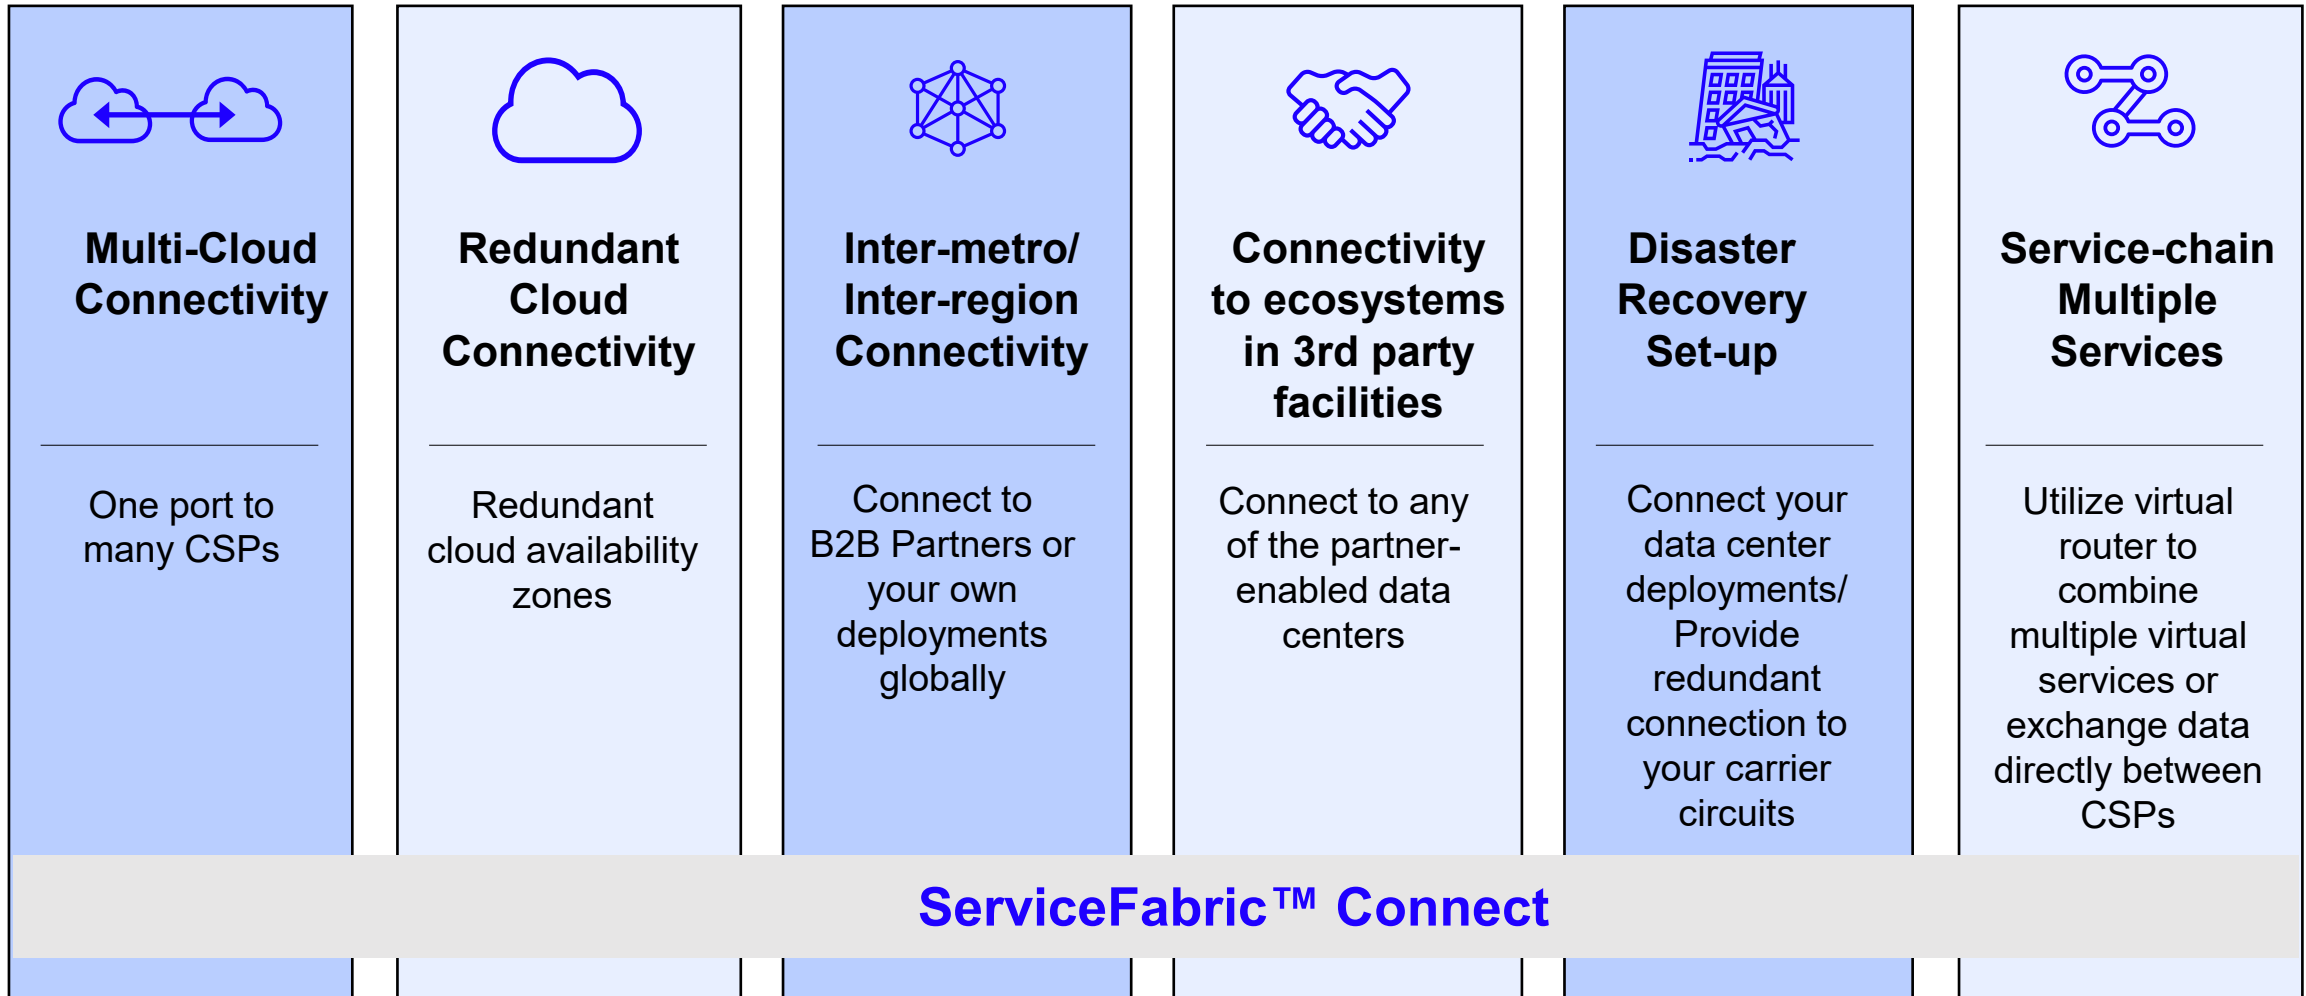 Multi-Cloud
Connectivity
One port to
many CSPs
Redundant
Cloud
Connectivity
Redundant
cloud availability
zones
Inter-metro/
Inter-region
Connectivity
Connect to
B2B Partners or
your own
deployments
globally
Connectivity
to ecosystems
in 3rd party
facilities
Connect to any
of the partner-
enabled data
centers
Disaster
Recovery
Set-up
Connect your
data center
deployments/
Provide
redundant
connection to
your carrier
circuits
Service-chain
Multiple
Services
Utilize virtual
router to
combine
multiple virtual
services or
exchange data
directly between
CSPs
ServiceFabric™ Connect